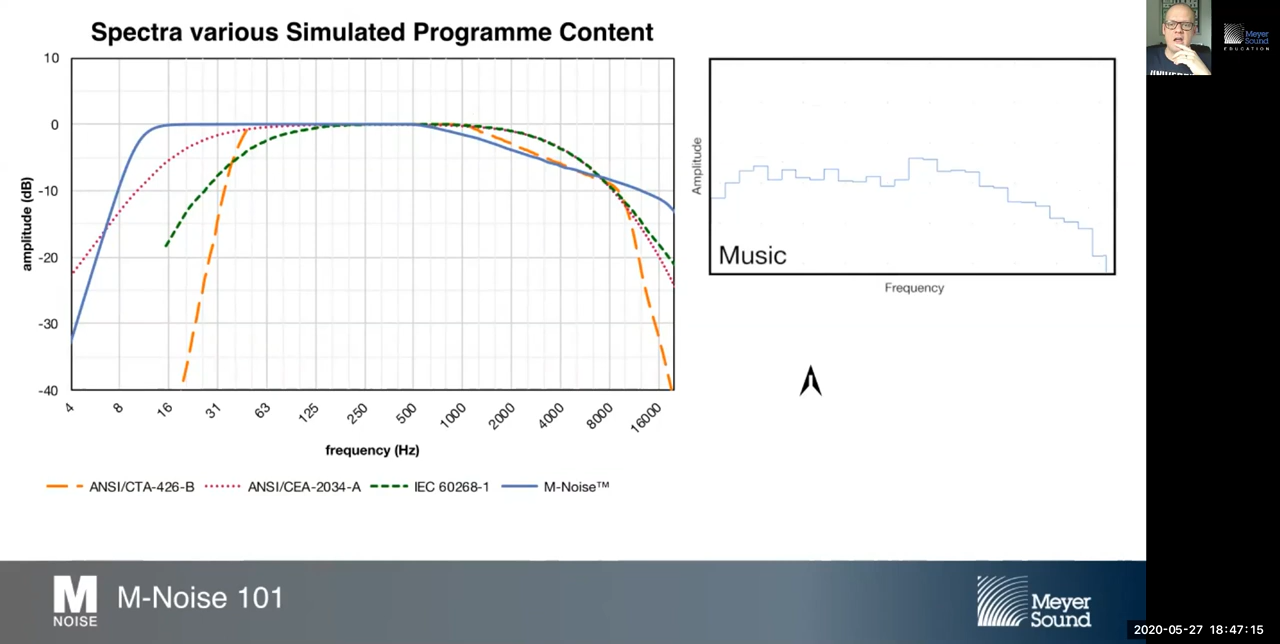 Spectra various Simulated Programme Content
10
0
-10
-20
-30
-40
amplitude (dB)
4 8 16 31 63 125 250 500 1000 2000 4000 8000 16000
frequency (Hz)
ANSI/CTA-426-B ANSI/CEA-2034-A IEC 60268-1 M-Noise™
Amplitude
Music
Frequency
Meyer
Sound
EDUCATION
M
NOISE
M-Noise 101
Meyer
Sound
2020-05-27 18:47:15